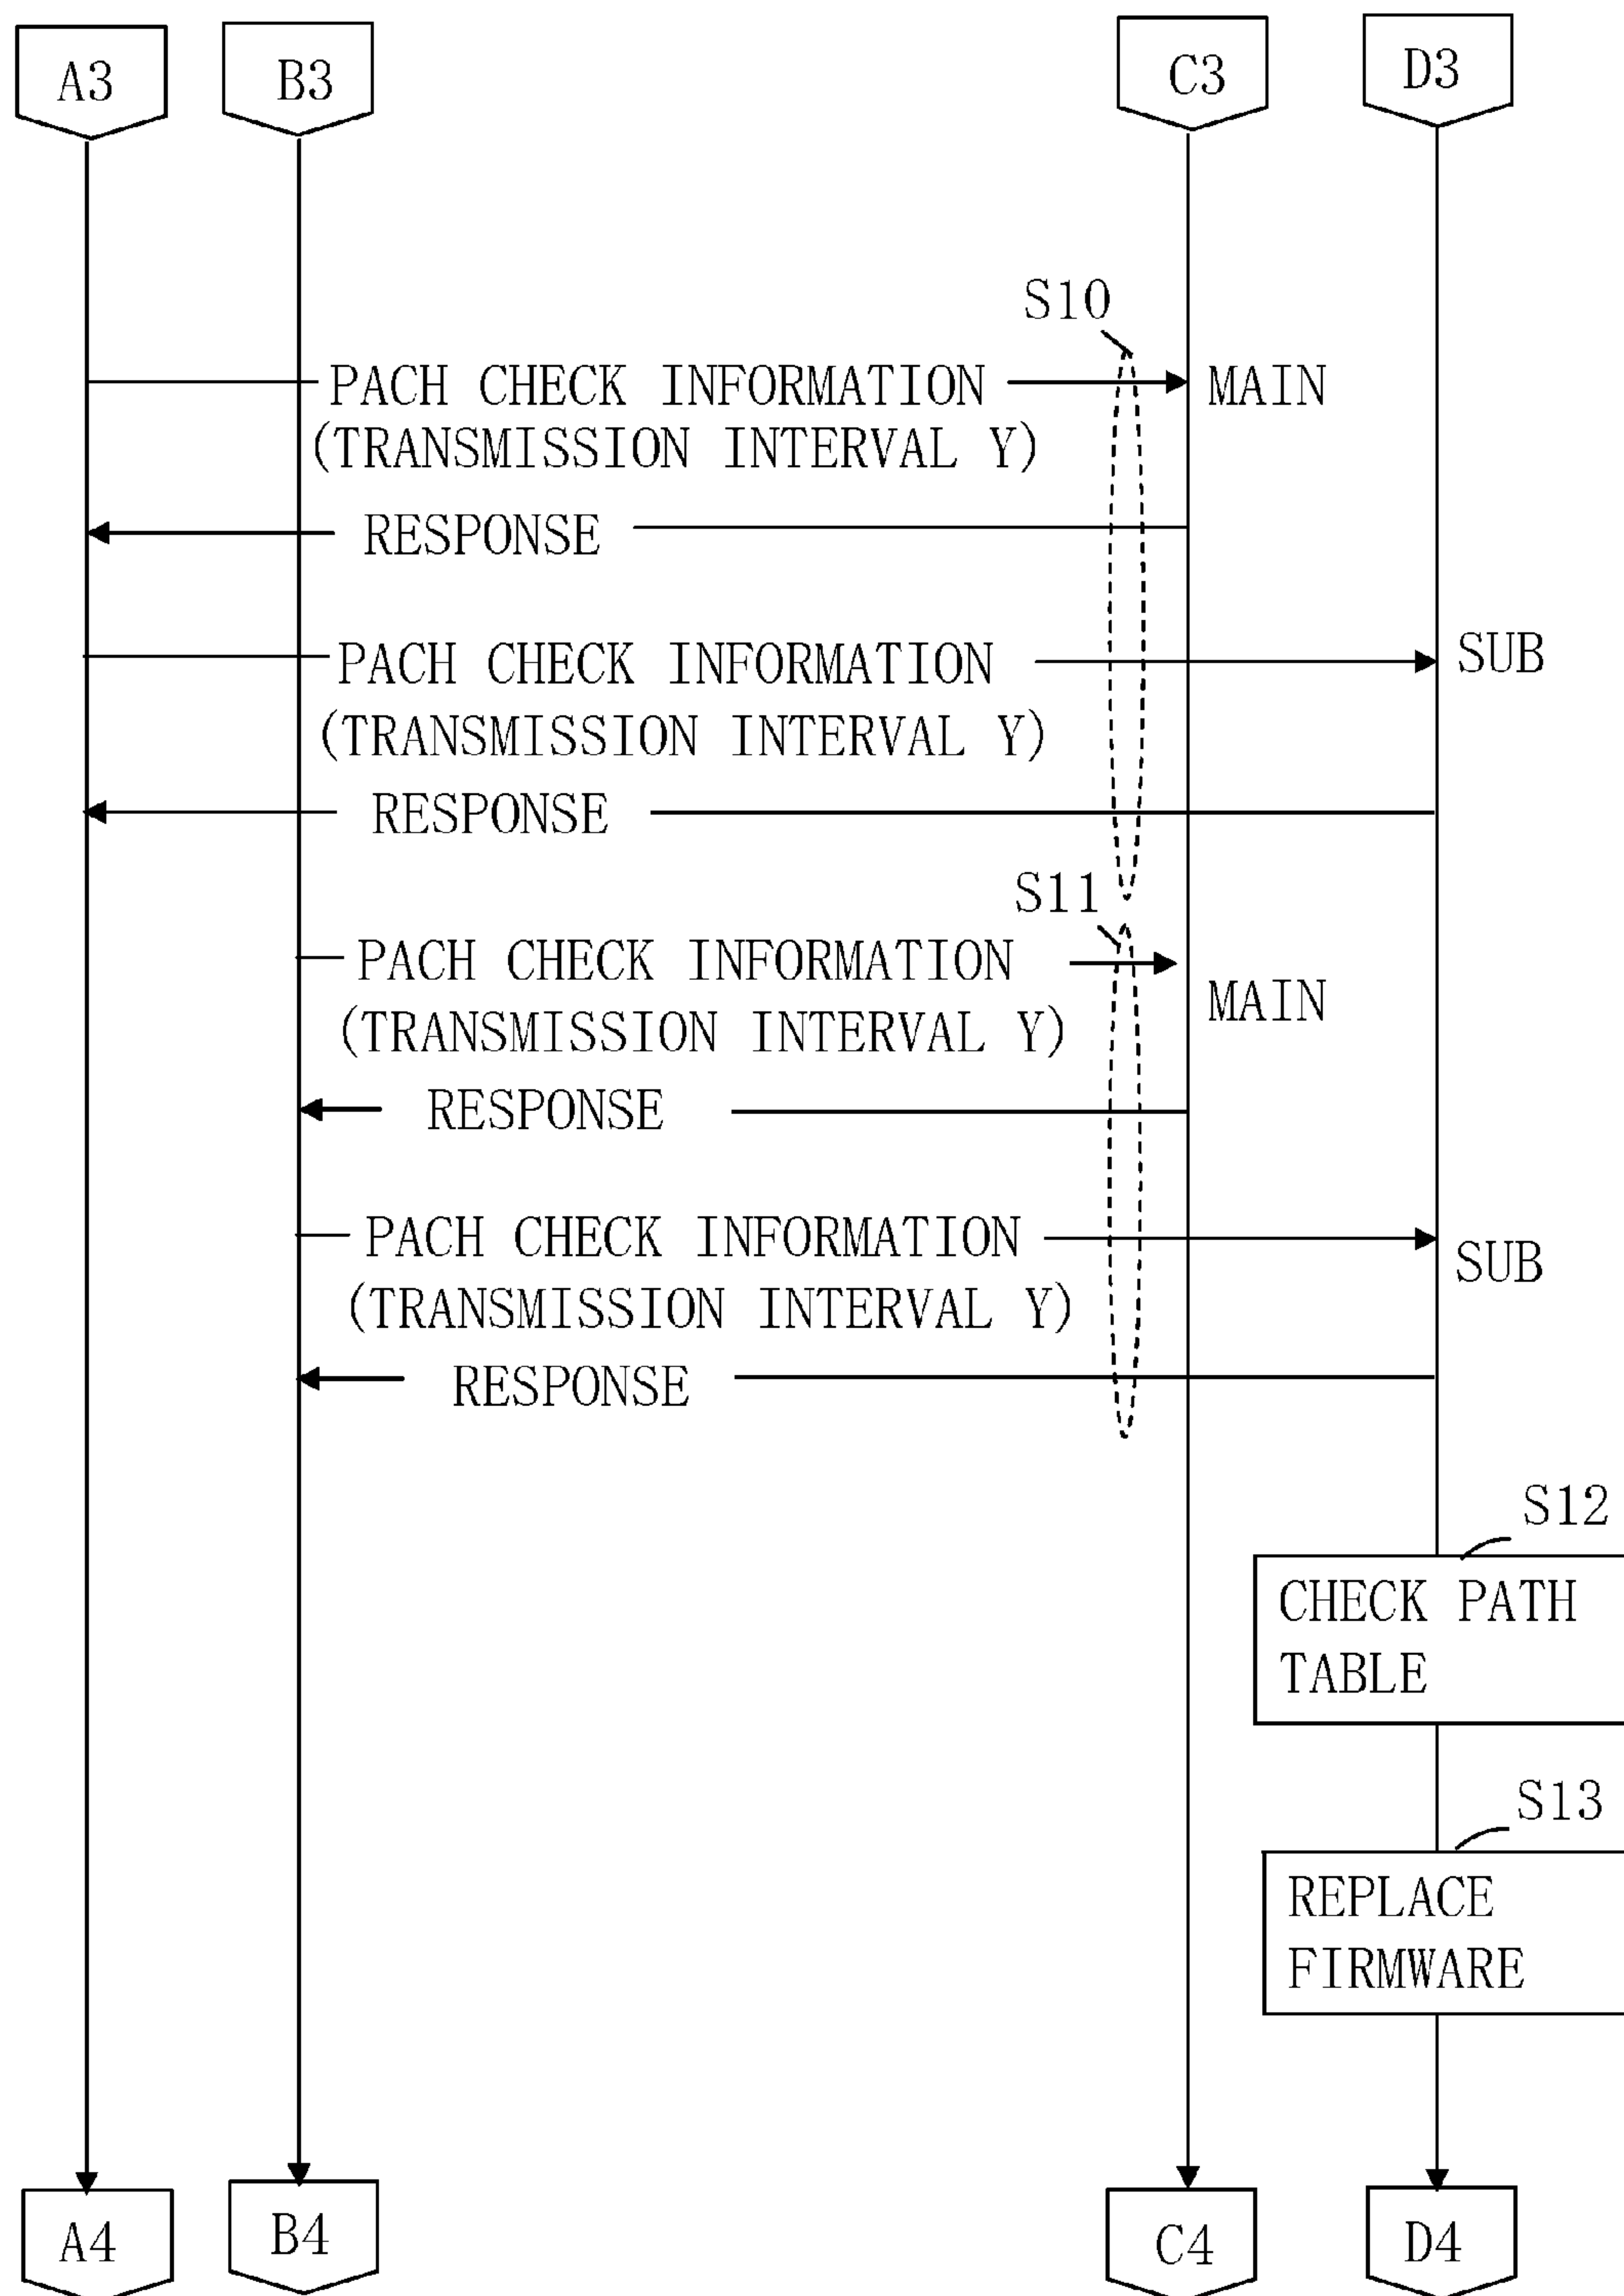 A3
B3
C3
D3
S10
PACH CHECK INFORMATION
MAIN
(TRANSMISSION INTERVAL Y)
RESPONSE
PACH CHECK INFORMATION
SUB
(TRANSMISSION INTERVAL Y)
RESPONSE
S11
PACH CHECK INFORMATION
MAIN
(TRANSMISSION INTERVAL Y)
RESPONSE
PACH CHECK INFORMATION
SUB
(TRANSMISSION INTERVAL Y)
RESPONSE
S12
CHECK PATH
TABLE
S13
REPLACE
FIRMWARE
A4
B4
C4
D4